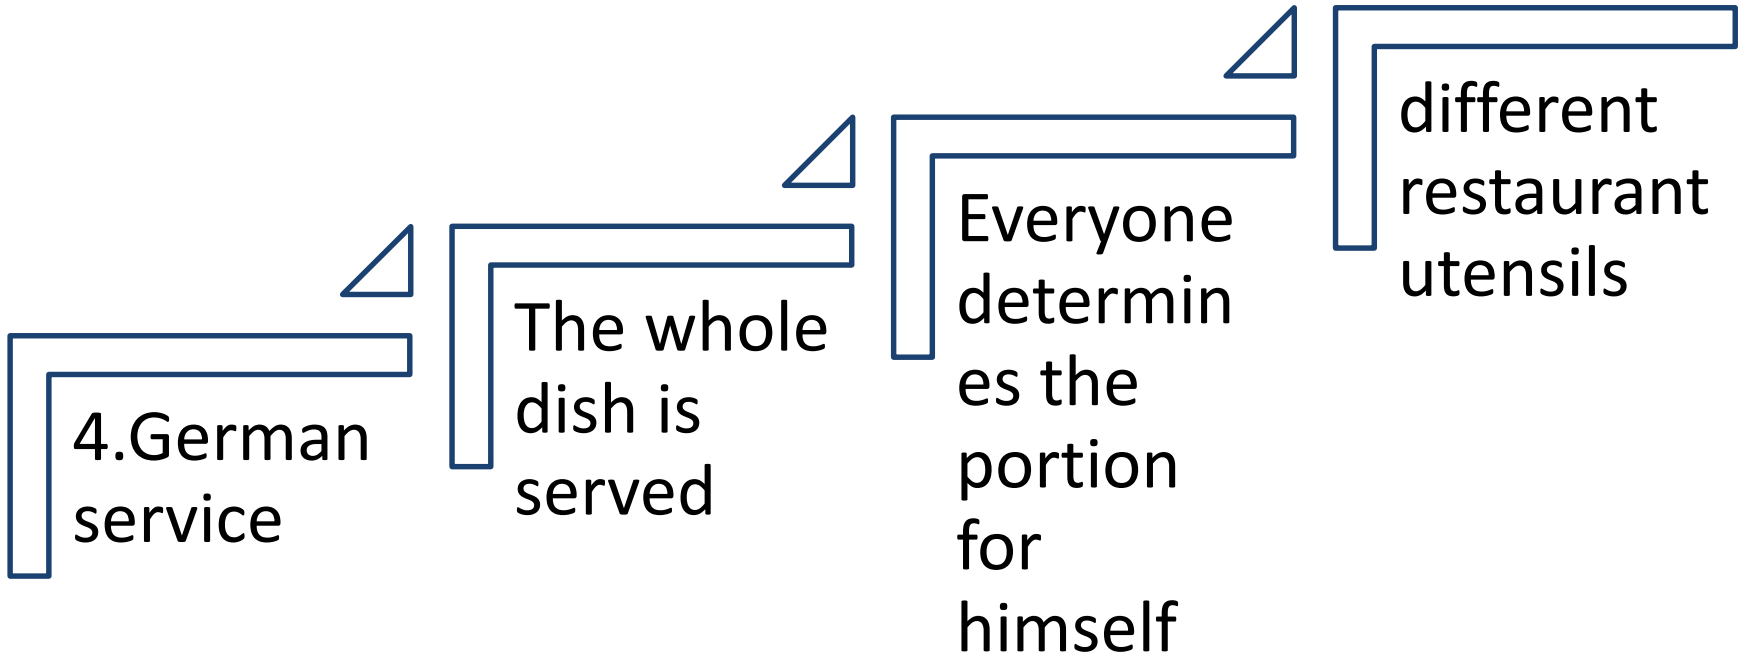 4.German
service
The whole
dish is
served
Everyone
determin
es the
portion
for
himself
different
restaurant
utensils